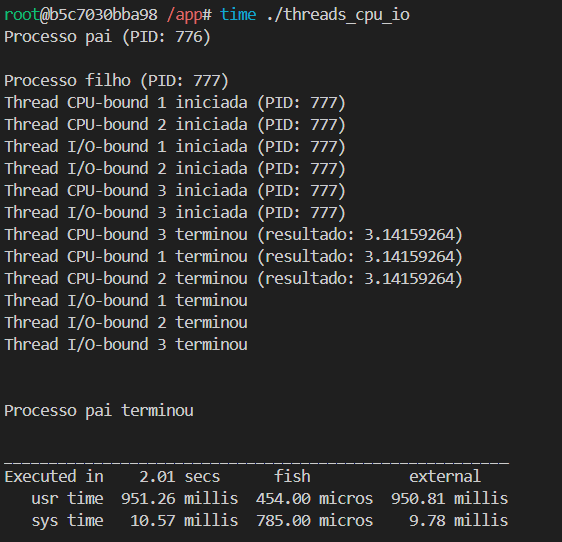 root@b5c7030bba98 /app# time ./threads_cpu_io
Processo pai (PID: 776)
Processo filho (PID: 777)
Thread CPU-bound 1 iniciada (PID: 777)
Thread CPU-bound 2 iniciada (PID: 777)
Thread I/O-bound 1 iniciada (PID: 777)
Thread I/O-bound 2 iniciada (PID: 777)
Thread CPU-bound 3 iniciada (PID: 777)
Thread I/O-bound 3 iniciada (PID: 777)
Thread CPU-bound 3 terminou (resultado: 3.14159264)
Thread CPU-bound 1 terminou (resultado: 3.14159264)
Thread CPU-bound 2 terminou (resultado: 3.14159264)
Thread I/O-bound 1 terminou
Thread I/O-bound 2 terminou
Thread I/O-bound 3 terminou
Processo pai terminou
________________________________________________________
Executed in    2.01 secs      fish           external
   usr time  951.26 millis  454.00 micros  950.81 millis
   sys time   10.57 millis  785.00 micros    9.78 millis